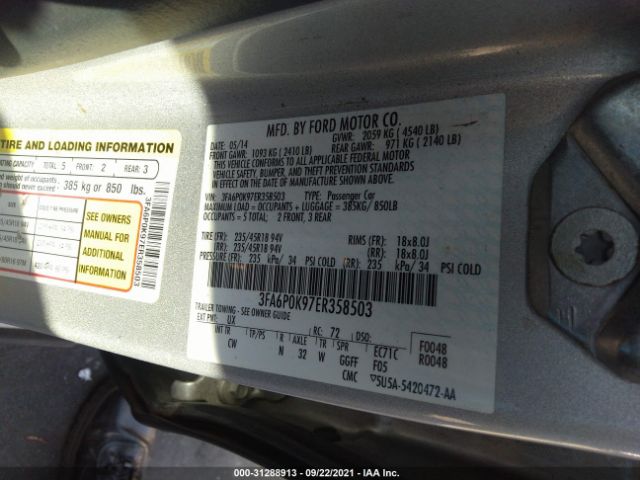 TIRE AND LOADING INFORMATION
SEATING CAPACITY TOTAL: 5 FRONT: 2 REAR: 3
should never exceed: 385 kg or 850 lbs.
SEE OWNERS
MANUAL FOR
ADDITIONAL
INFORMATION
3FA6P0K97ER358503
MFD. BY FORD MOTOR CO.
DATE: 05/14 GVWR: 2059 KG ( 4540 LB)
FRONT GAWR: 1093 KG ( 2410 LB) REAR GAWR: 971 KG ( 2140 LB)
THIS VEHICLE CONFORMS TO ALL APPLICABLE FEDERAL MOTOR
VEHICLE SAFETY, BUMPER, AND THEFT PREVENTION STANDARDS
IN EFFECT ON THE DATE OF MANUFACTURE SHOWN ABOVE.
VIN: 3FA6P0K97ER358503 TYPE: Passenger Car
MAXIMUM LOAD = OCCUPANTS + LUGGAGE = 385KG / 850LB
OCCUPANTS = 5 TOTAL 2 FRONT, 3 REAR
TIRE (FR): 235/45R18 94V RIMS (FR): 18x8.0J
(RR): 235/45R18 94V (RR): 18x8.0J
PRESSURE (FR): 235 kPa/ 34 PSI COLD (RR): 235 kPa/ 34 PSI COLD
3FA6P0K97ER358503
TRAILER TOWING - SEE OWNER GUIDE
EXT PNT: UX RC: 72 DSO:
INT TR TP/PS R AXLE TR SPR F0048
CW N 32 W GGFF EC71C R0048
F05
CMC 5U5A-5420472-AA
000-31288913 - 09/22/2021 - IAA Inc.